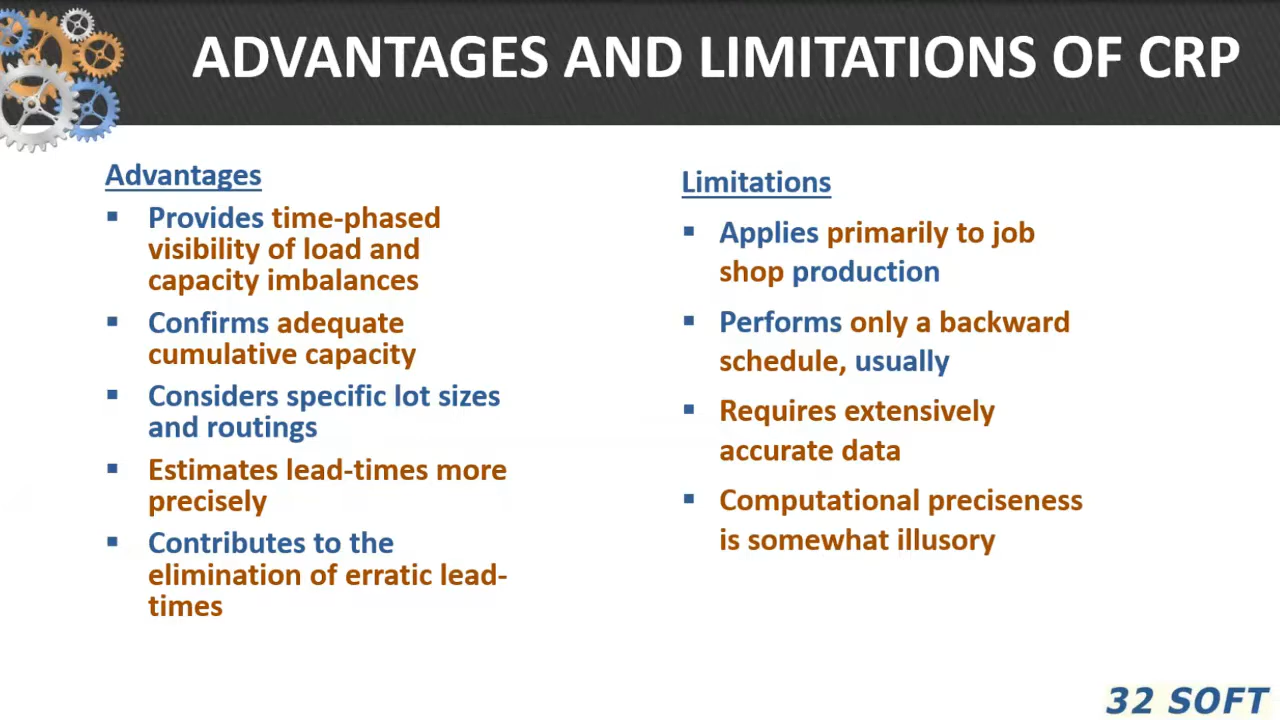 ADVANTAGES AND LIMITATIONS OF CRP
Advantages
▪ Provides time-phased
visibility of load and
capacity imbalances
▪ Confirms adequate
cumulative capacity
▪ Considers specific lot sizes
and routings
▪ Estimates lead-times more
precisely
▪ Contributes to the
elimination of erratic lead-
times
Limitations
▪ Applies primarily to job
shop production
▪ Performs only a backward
schedule, usually
▪ Requires extensively
accurate data
▪ Computational preciseness
is somewhat illusory
32 SOFT